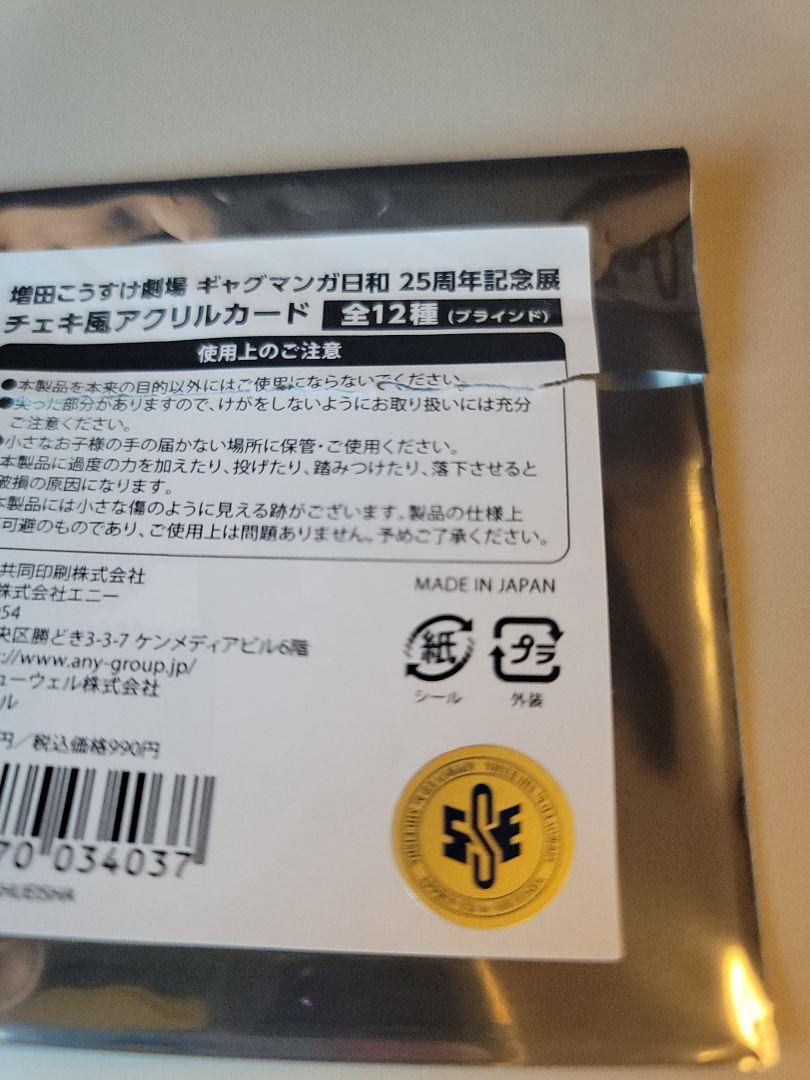 増田こうすけ劇場 ギャグマンガ日和 25周年記念展
チェキ風アクリルカード 全12種 (ブラインド)
使用上のご注意
●本製品を本来の目的以外にはご使用にならないでください。
●尖った部分がありますので、けがをしないようにお取り扱いには充分
ご注意ください。
●小さなお子様の手の届かない場所に保管・ご使用ください。
本製品に過度の力を加えたり、投げたり、踏みつけたり、落下させると
破損の原因になります。
本製品には小さな傷のように見える跡がございます。製品の仕様上
可避のものであり、ご使用上は問題ありません。予めご了承ください。
共同印刷株式会社
株式会社エニー
054
央区勝どき3-3-7 ケンメディアビル6階
://www.any-group.jp/
ューウェル株式会社
ル
円／税込価格990円
MADE IN JAPAN
紙
シール
プラ
外装
70 034037
SHUEISHA
SSE